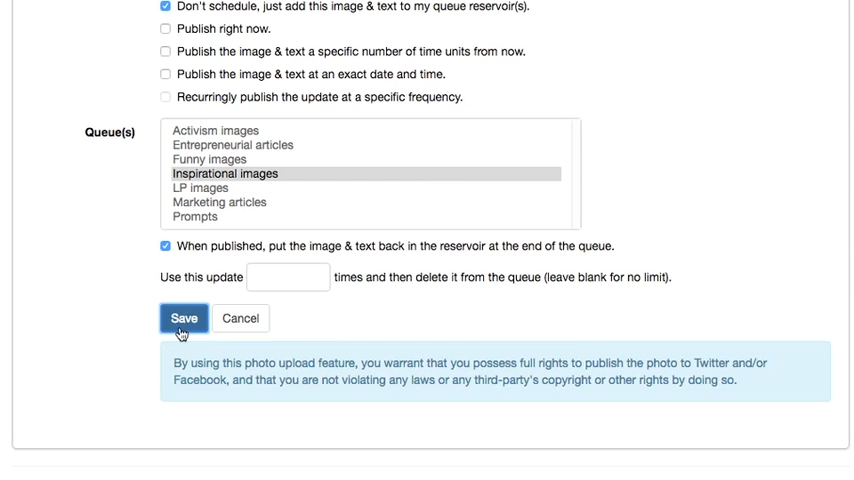 Don't schedule, just add this image & text to my queue reservoir(s).
Publish right now.
Publish the image & text a specific number of time units from now.
Publish the image & text at an exact date and time.
Recurringly publish the update at a specific frequency.
Queue(s)
Activism images
Entrepreneurial articles
Funny images
Inspirational images
LP images
Marketing articles
Prompts
When published, put the image & text back in the reservoir at the end of the queue.
Use this update times and then delete it from the queue (leave blank for no limit).
Save Cancel
By using this photo upload feature, you warrant that you possess full rights to publish the photo to Twitter and/or
Facebook, and that you are not violating any laws or any third-party's copyright or other rights by doing so.